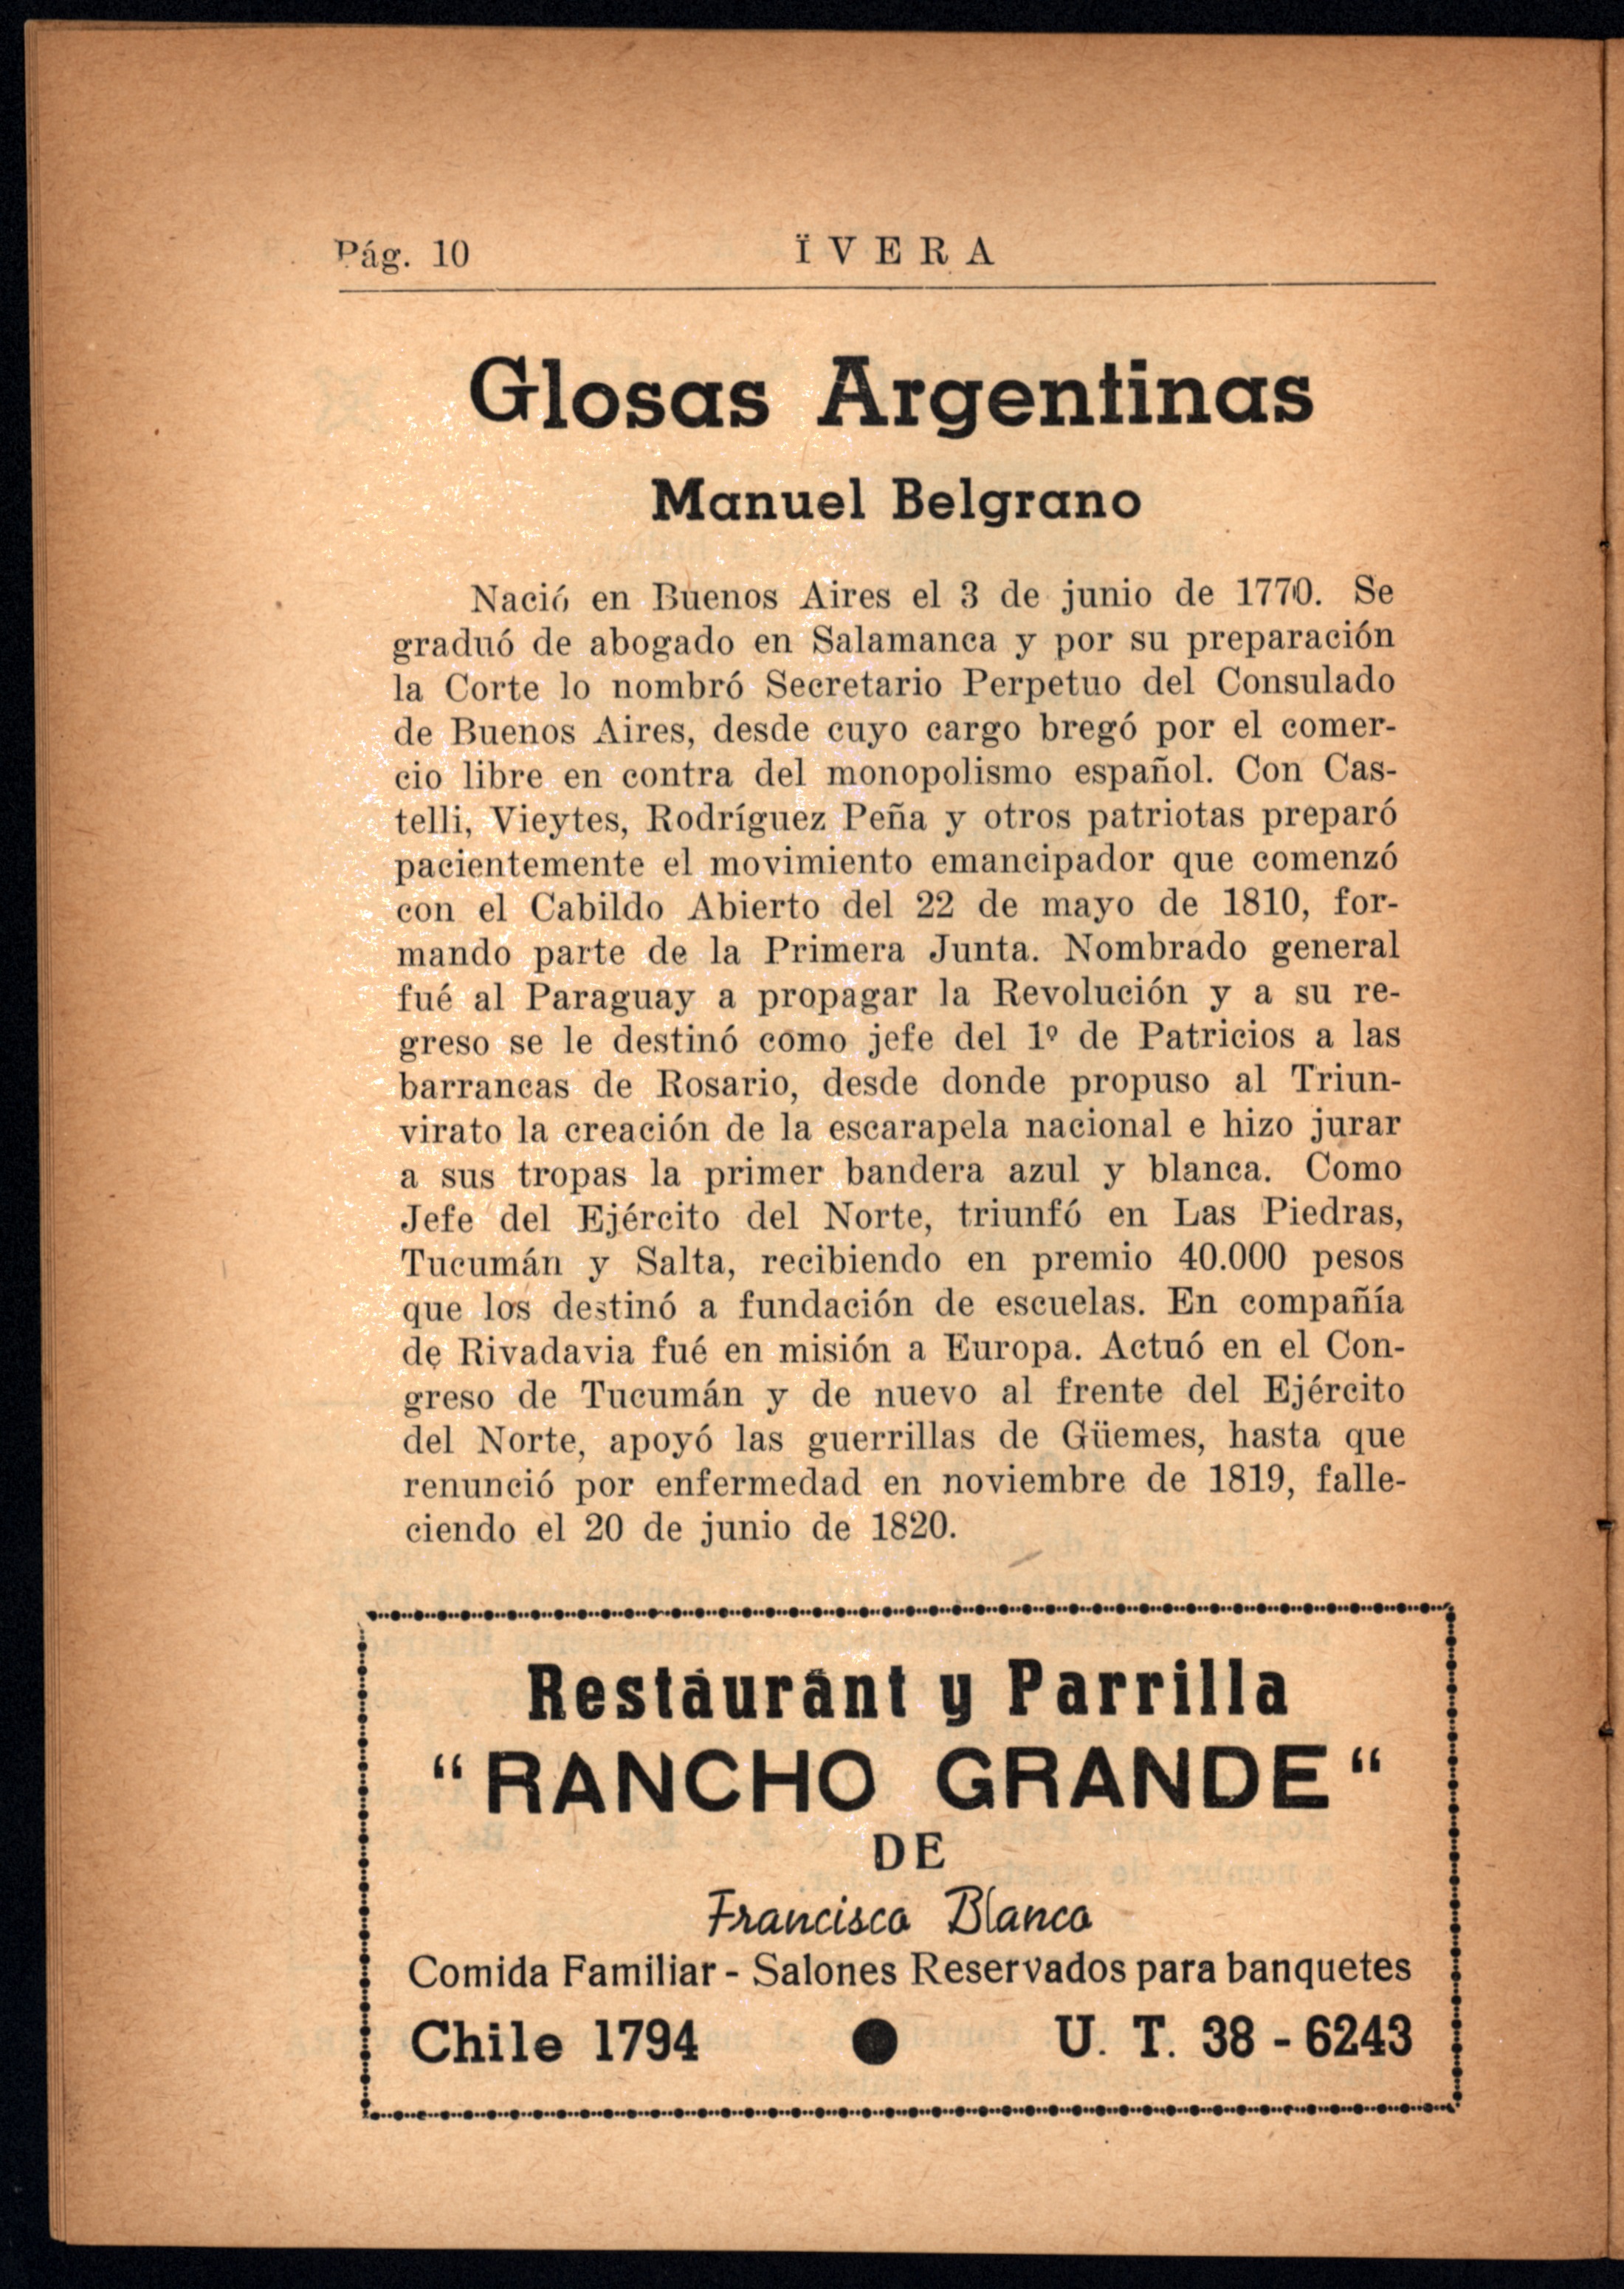 Pág. 10
ÏVERA
Glosas Argentinas
Manuel Belgrano
Nació en Buenos Aires el 3 de junio de 1770. Se
graduó de abogado en Salamanca y por su preparación
la Corte lo nombró Secretario Perpetuo del Consulado
de Buenos Aires, desde cuyo cargo bregó por el comer-
cio libre en contra del monopolismo español. Con Cas-
telli, Vieytes, Rodríguez Peña y otros patriotas preparó
pacientemente el movimiento emancipador que comenzó
con el Cabildo Abierto del 22 de mayo de 1810, for-
mando parte de la Primera Junta. Nombrado general
fué al Paraguay a propagar la Revolución y a su re-
greso se le destinó como jefe del 1º de Patricios a las
barrancas de Rosario, desde donde propuso al Triun-
virato la creación de la escarapela nacional e hizo jurar
a sus tropas la primer bandera azul y blanca. Como
Jefe del Ejército del Norte, triunfó en Las Piedras,
Tucumán y Salta, recibiendo en premio 40.000 pesos
que los destinó a fundación de escuelas. En compañía
de Rivadavia fué en misión a Europa. Actuó en el Con-
greso de Tucumán y de nuevo al frente del Ejército
del Norte, apoyó las guerrillas de Güemes, hasta que
renunció por enfermedad en noviembre de 1819, falle-
ciendo el 20 de junio de 1820.
Restaurant y Parrilla
“RANCHO GRANDE“
DE
Francisco Blanco
Comida Familiar - Salones Reservados para banquetes
Chile 1794 ● U. T. 38 - 6243